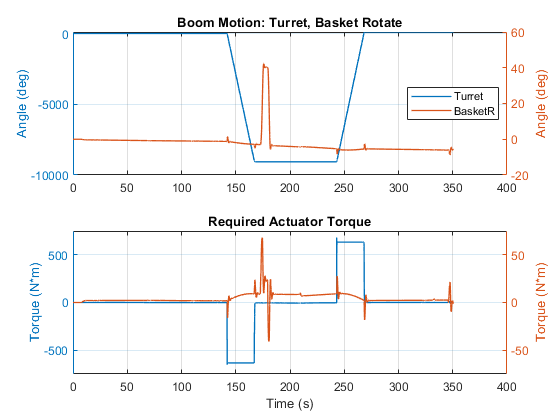 Boom Motion: Turret, Basket Rotate
Angle (deg)
0
-5000
-10000
60
40
20
0
-20
Angle (deg)
Turret
BasketR
0 50 100 150 200 250 300 350 400
Required Actuator Torque
Torque (N*m)
500
0
-500
50
0
-50
Torque (N*m)
0 50 100 150 200 250 300 350 400
Time (s)